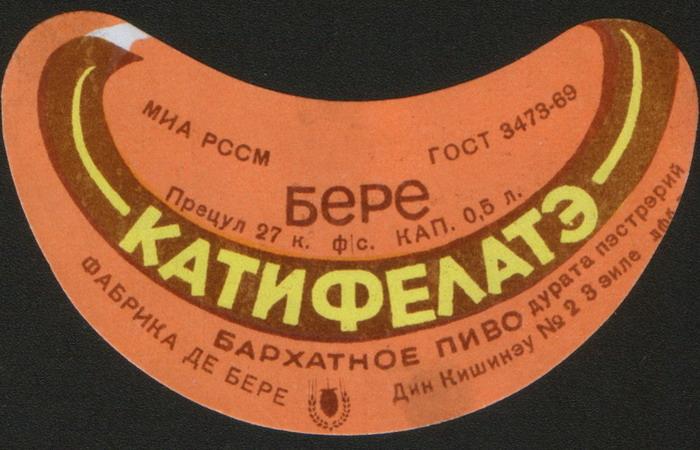 МИА РССМ
ГОСТ 3473-69
Бере
Прецул 27 к. ф|с. КАП. 0,5 л.
КАТИФЕЛАТЭ
БАРХАТНОЕ ПИВО
дурата пэстрэрий
ФАБРИКА ДЕ БЕРЕ
Дин Кишинэу № 2 3 зиле